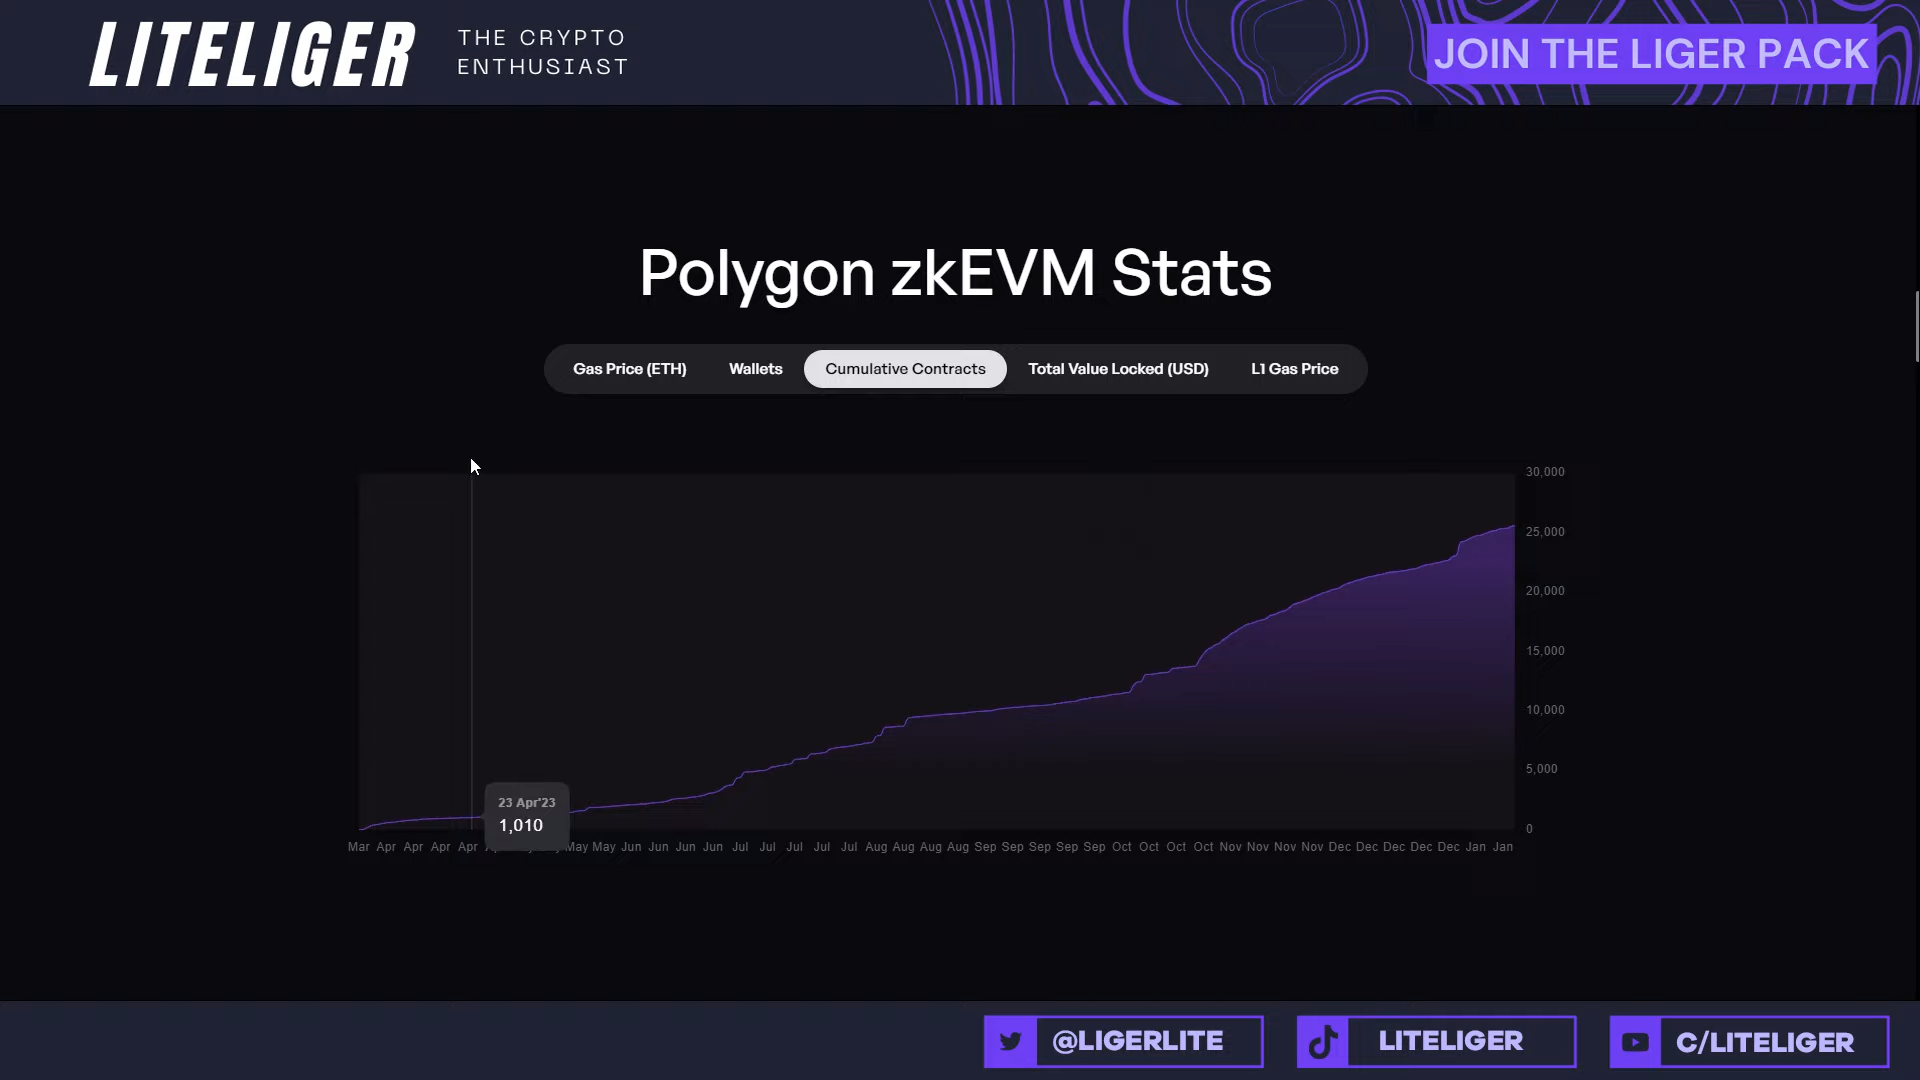 LITELIGER
THE CRYPTO
ENTHUSIAST
JOIN THE LIGER PACK
Polygon zkEVM Stats
Gas Price (ETH) Wallets Cumulative Contracts Total Value Locked (USD) L1 Gas Price
30,000
25,000
20,000
15,000
10,000
5,000
0
23 Apr'23
1,010
Mar Apr Apr Apr Apr May May Jun Jun Jun Jun Jul Jul Jul Jul Jul Aug Aug Aug Aug Sep Sep Sep Sep Sep Oct Oct Oct Oct Nov Nov Nov Nov Dec Dec Dec Dec Dec Jan Jan
@LIGERLITE LITELIGER C/LITELIGER